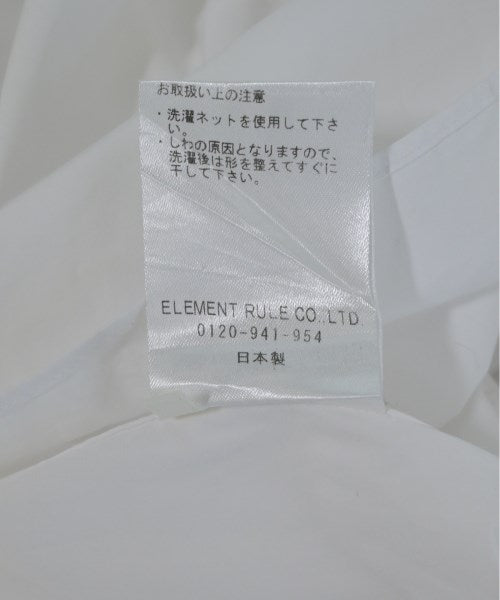 お取扱い上の注意
・洗濯ネットを使用して下さ
い。
・しわの原因となりますので、
洗濯後は形を整えてすぐに
干して下さい。
ELEMENT RULE CO.,LTD.
0120-941-954
日本製